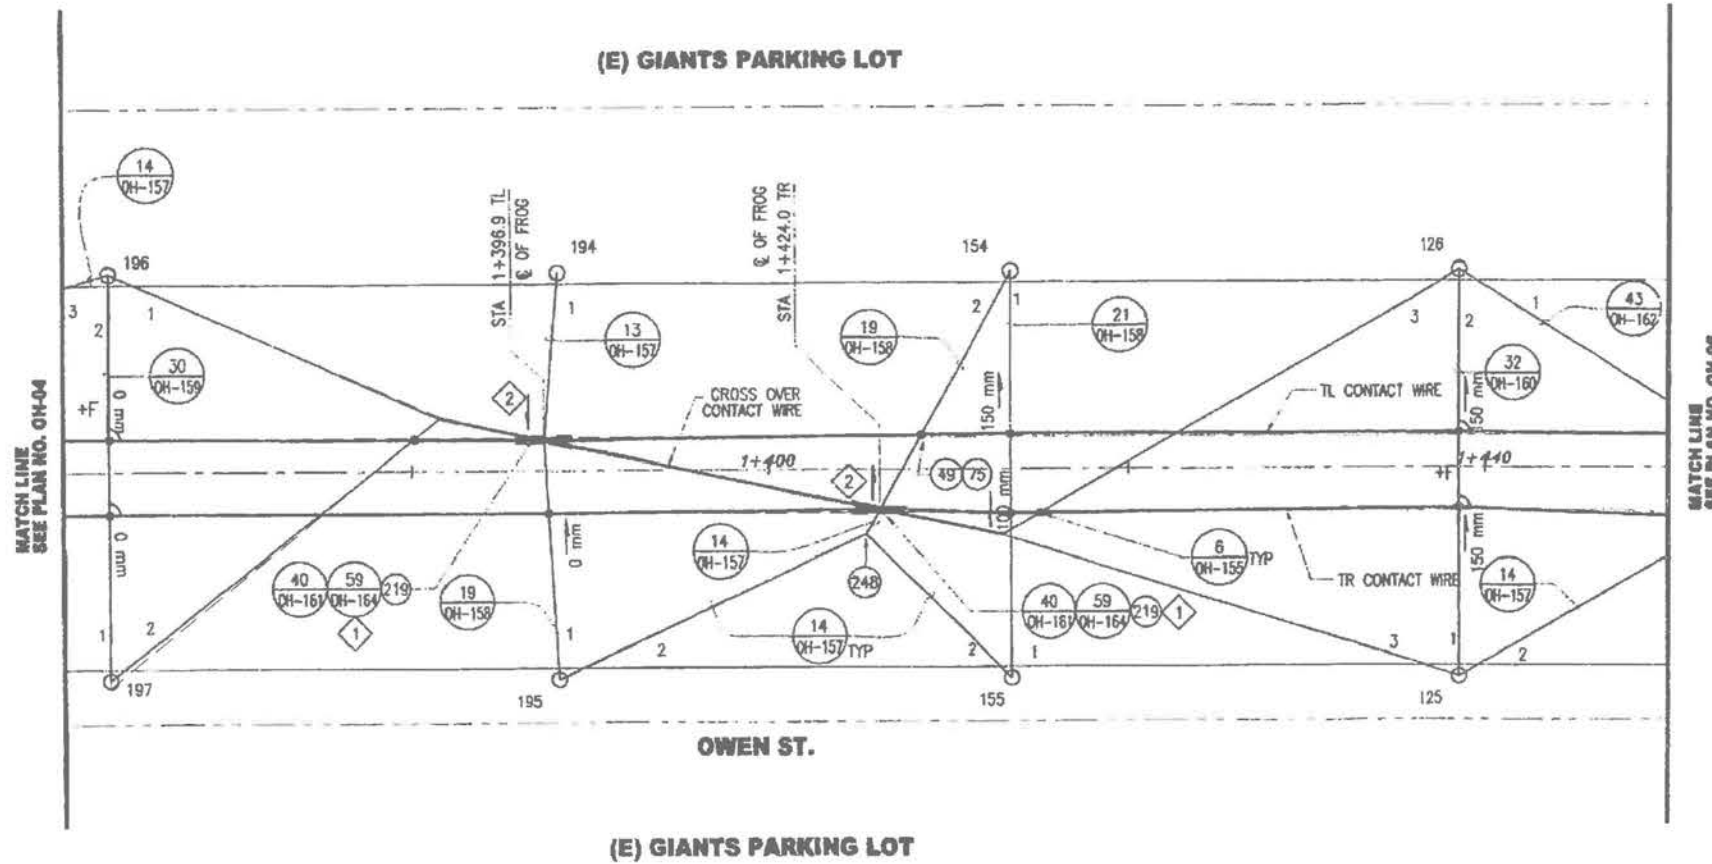 (E) GIANTS PARKING LOT
14
OH-157
196
194
154
126
STA 1+396.9 TL
℄ OF FROG
STA 1+424.0 TR
℄ OF FROG
3
2
1
1
2
1
3
2
1
43
OH-162
13
OH-157
19
OH-158
21
OH-158
30
OH-159
32
OH-160
0 mm
+F
2
CROSS OVER
CONTACT WIRE
150 mm
TL CONTACT WIRE
150 mm
MATCH LINE
SEE PLAN NO. OH-04
MATCH LINE
1+400
2
49
75
1+440
+F
100 mm
0 mm
0 mm
14
OH-157
248
6
OH-155
TYP
150 mm
TR CONTACT WIRE
14
OH-157
40
OH-161
59
OH-164
219
1
19
OH-158
40
OH-161
59
OH-164
219
1
14
OH-157
TYP
1
2
1
2
2
1
3
1
2
197
195
155
125
OWEN ST.
(E) GIANTS PARKING LOT